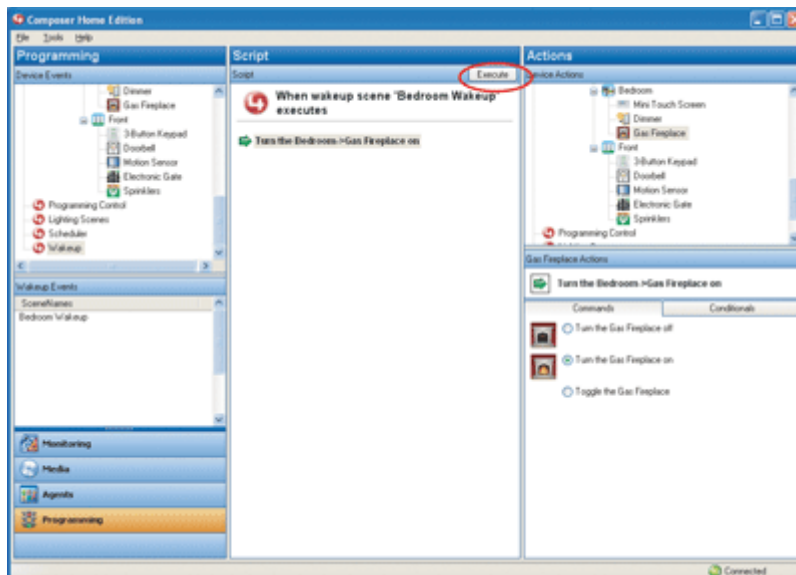 Composer Home Edition
File Tools Help
Programming
Device Events
Dimmer
Gas Fireplace
Front
3-Button Keypad
Doorbell
Motion Sensor
Electronic Gate
Sprinklers
Programming Control
Lighting Scenes
Scheduler
Wakeup
Wakeup Events
SceneNames
Bedroom Wakeup
Monitoring
Media
Agents
Programming
Script
Script Execute
When wakeup scene "Bedroom Wakeup"
executes
Turn the Bedroom->Gas Fireplace on
Actions
Device Actions
Bedroom
Mini Touch Screen
Dimmer
Gas Fireplace
Front
3-Button Keypad
Doorbell
Motion Sensor
Electronic Gate
Sprinklers
Programming Control
Gas Fireplace Actions
Turn the Bedroom->Gas Fireplace on
Commands Conditionals
Turn the Gas Fireplace off
Turn the Gas Fireplace on
Toggle the Gas Fireplace
Connected